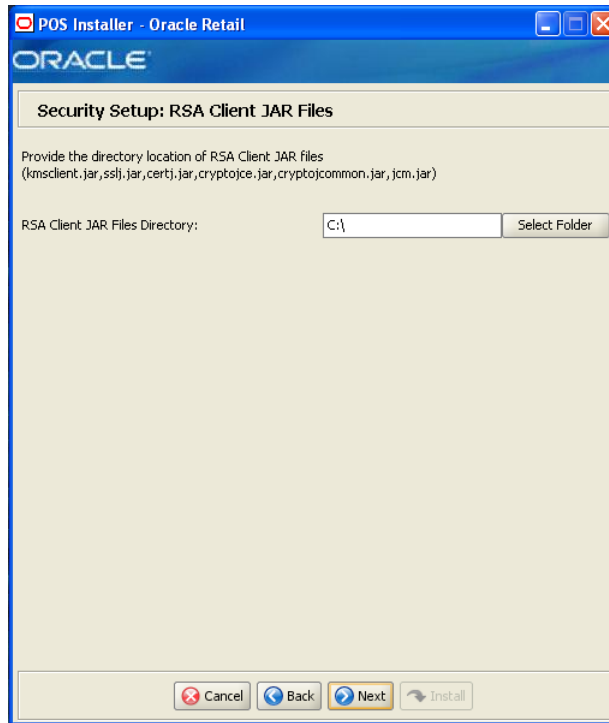 POS Installer - Oracle Retail
ORACLE
Security Setup: RSA Client JAR Files
Provide the directory location of RSA Client JAR files
(kmsclient.jar,sslj.jar,certj.jar,cryptojce.jar,cryptojcommon.jar,jcm.jar)
RSA Client JAR Files Directory: C:\ Select Folder
Cancel Back Next Install